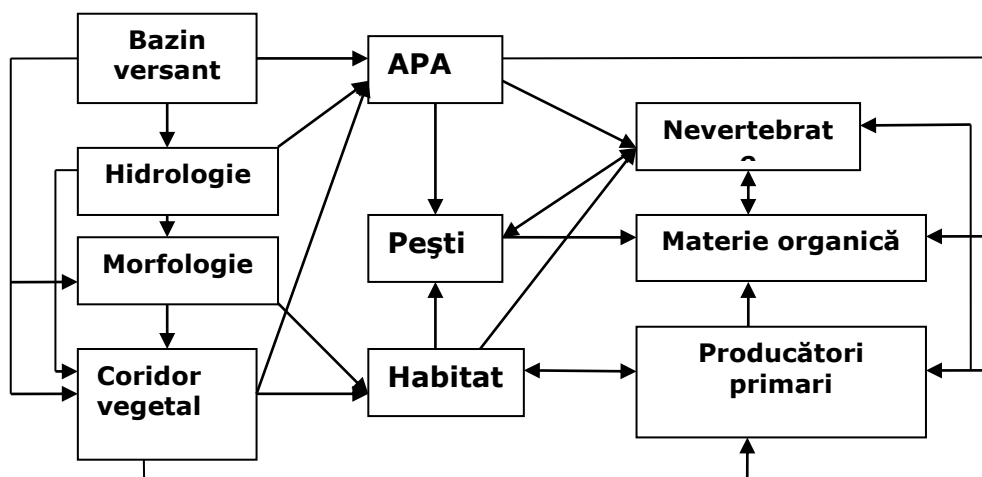 Bazin
versant
APA
Nevertebrat
Hidrologie
Peşti
Materie organică
Morfologie
Coridor
vegetal
Habitat
Producători
primari